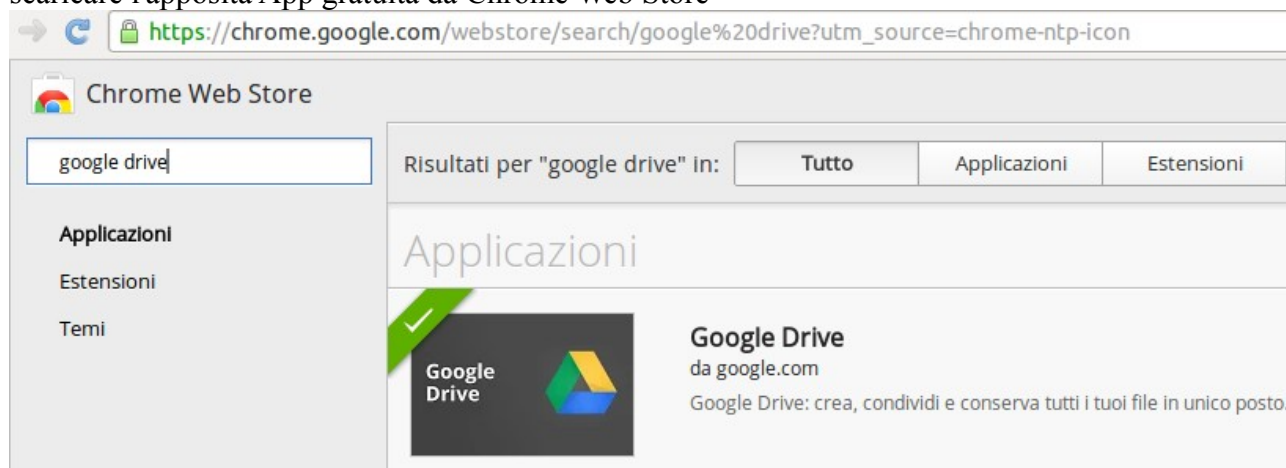 scaricare l'apposita App gratuita da Chrome Web Store
https://chrome.google.com/webstore/search/google%20drive?utm_source=chrome-ntp-icon
Chrome Web Store
google drive
Risultati per "google drive" in: Tutto Applicazioni Estensioni
Applicazioni
Estensioni
Temi
Applicazioni
Google
Drive
Google Drive
da google.com
Google Drive: crea, condividi e conserva tutti i tuoi file in unico posto.